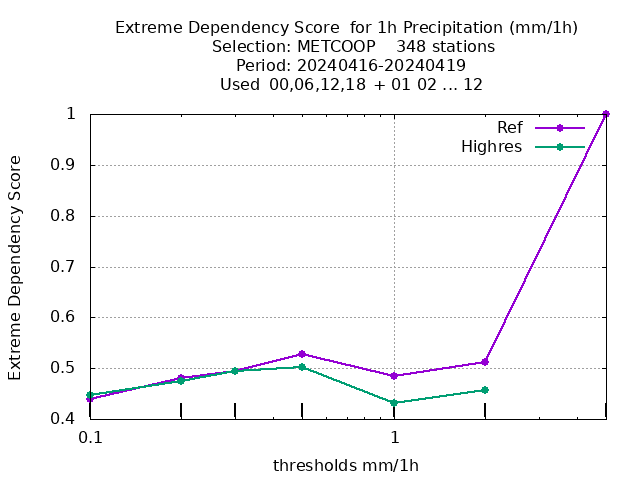 Extreme Dependency Score  for 1h Precipitation (mm/1h)
Selection: METCOOP    348 stations
Period: 20240416-20240419
Used  00,06,12,18  + 01 02 ... 12
Ref
Highres
Extreme Dependency Score
1
0.9
0.8
0.7
0.6
0.5
0.4
0.1
1
thresholds mm/1h